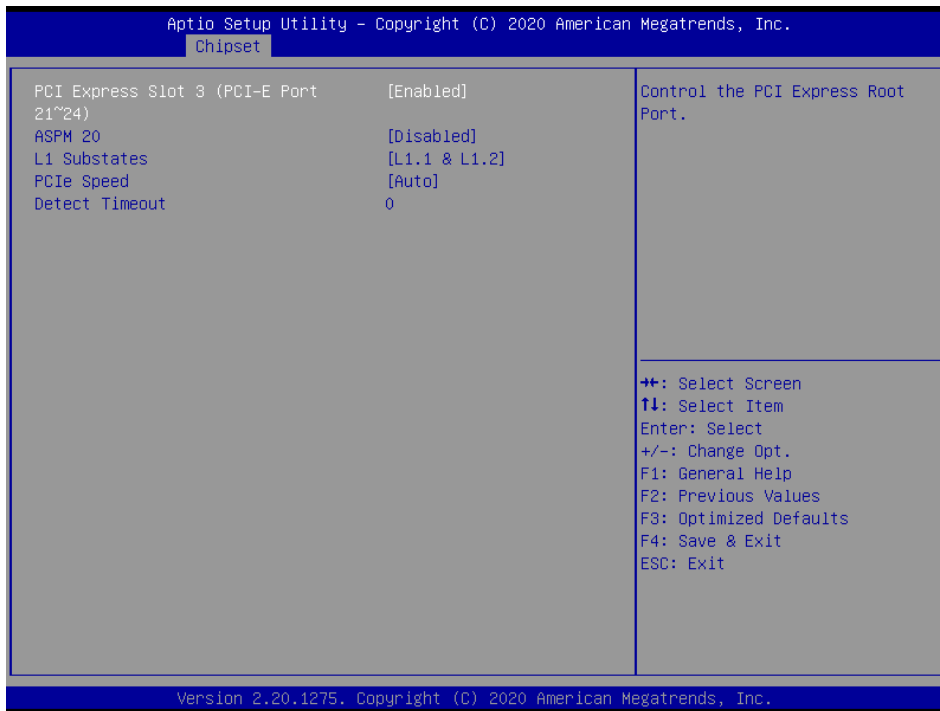 Aptio Setup Utility – Copyright (C) 2020 American Megatrends, Inc.
Chipset
PCI Express Slot 3 (PCI-E Port 21~24) [Enabled]
ASPM 20 [Disabled]
L1 Substates [L1.1 & L1.2]
PCIe Speed [Auto]
Detect Timeout 0
Control the PCI Express Root
Port.
→←: Select Screen
↑↓: Select Item
Enter: Select
+/-: Change Opt.
F1: General Help
F2: Previous Values
F3: Optimized Defaults
F4: Save & Exit
ESC: Exit
Version 2.20.1275. Copyright (C) 2020 American Megatrends, Inc.